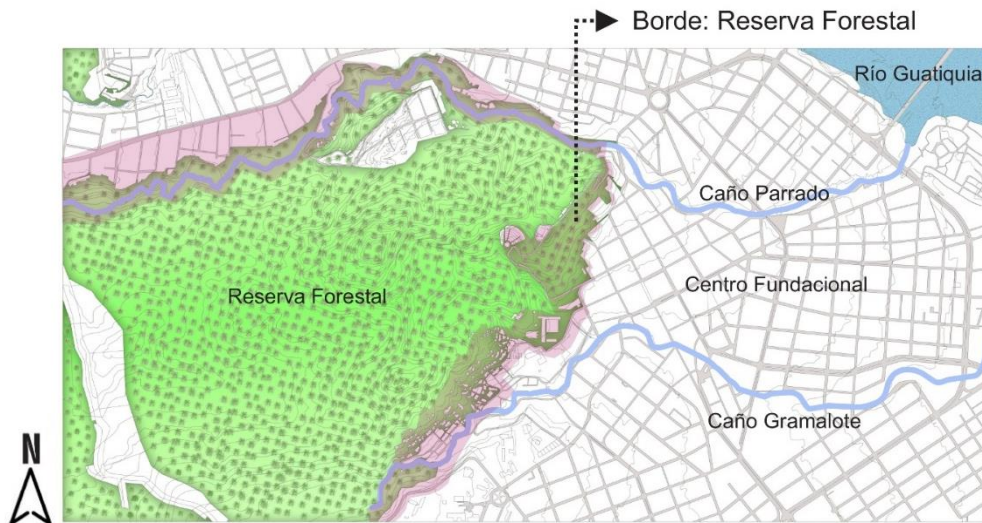 Borde: Reserva Forestal
Río Guatiquia
Caño Parrado
Centro Fundacional
Reserva Forestal
Caño Gramalote
N